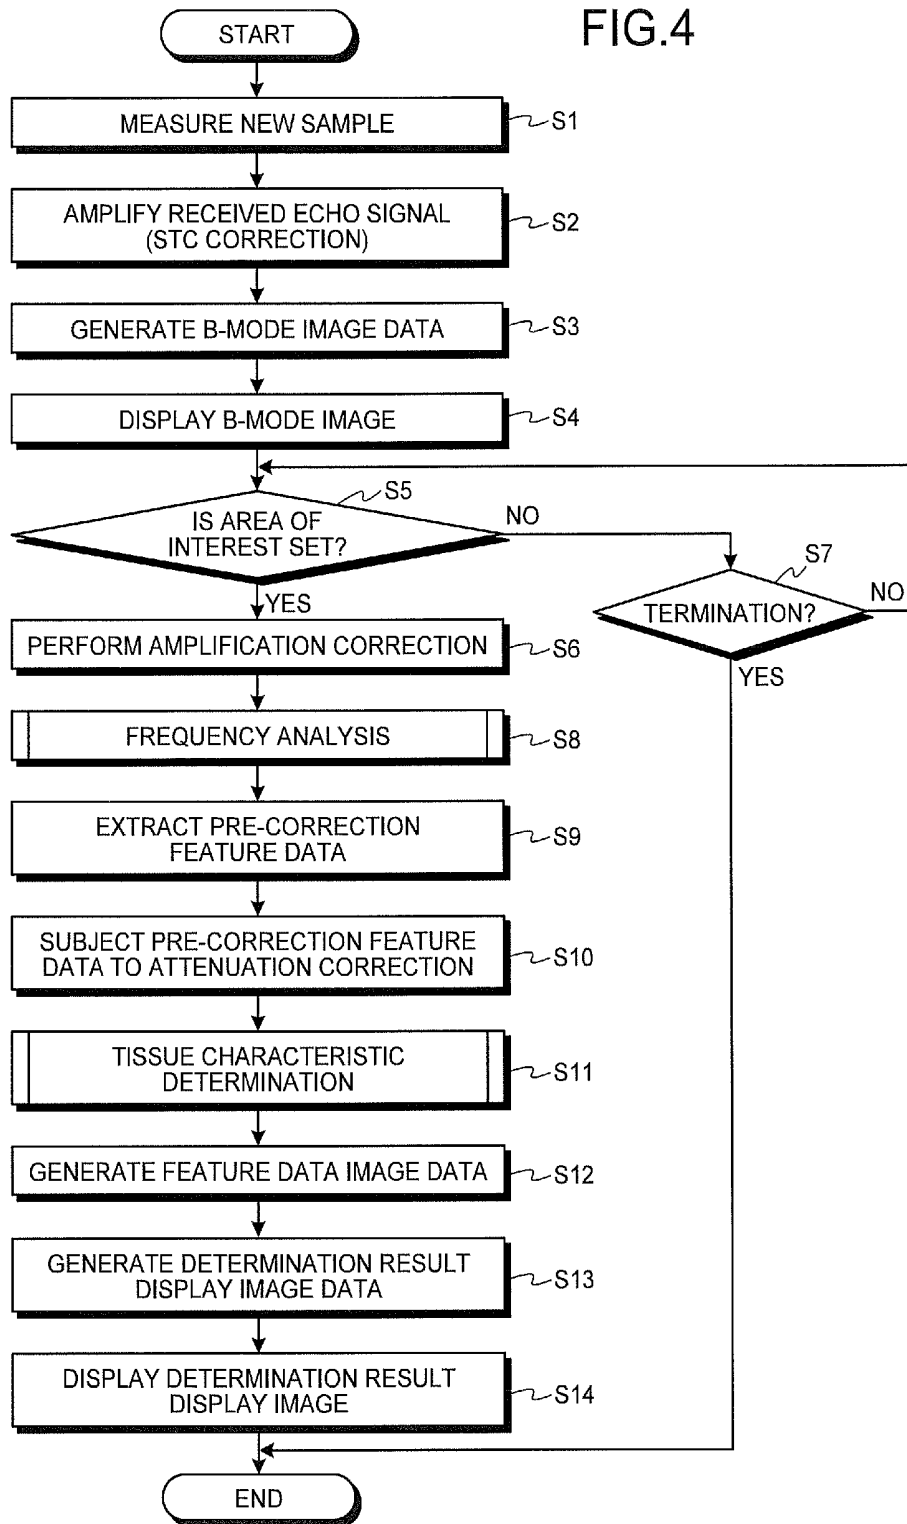 FIG.4
START
MEASURE NEW SAMPLE
S1
AMPLIFY RECEIVED ECHO SIGNAL
(STC CORRECTION)
S2
GENERATE B-MODE IMAGE DATA
S3
DISPLAY B-MODE IMAGE
S4
IS AREA OF
INTEREST SET?
S5
NO
YES
TERMINATION?
S7
NO
YES
PERFORM AMPLIFICATION CORRECTION
S6
FREQUENCY ANALYSIS
S8
EXTRACT PRE-CORRECTION
FEATURE DATA
S9
SUBJECT PRE-CORRECTION FEATURE
DATA TO ATTENUATION CORRECTION
S10
TISSUE CHARACTERISTIC
DETERMINATION
S11
GENERATE FEATURE DATA IMAGE DATA
S12
GENERATE DETERMINATION RESULT
DISPLAY IMAGE DATA
S13
DISPLAY DETERMINATION RESULT
DISPLAY IMAGE
S14
END